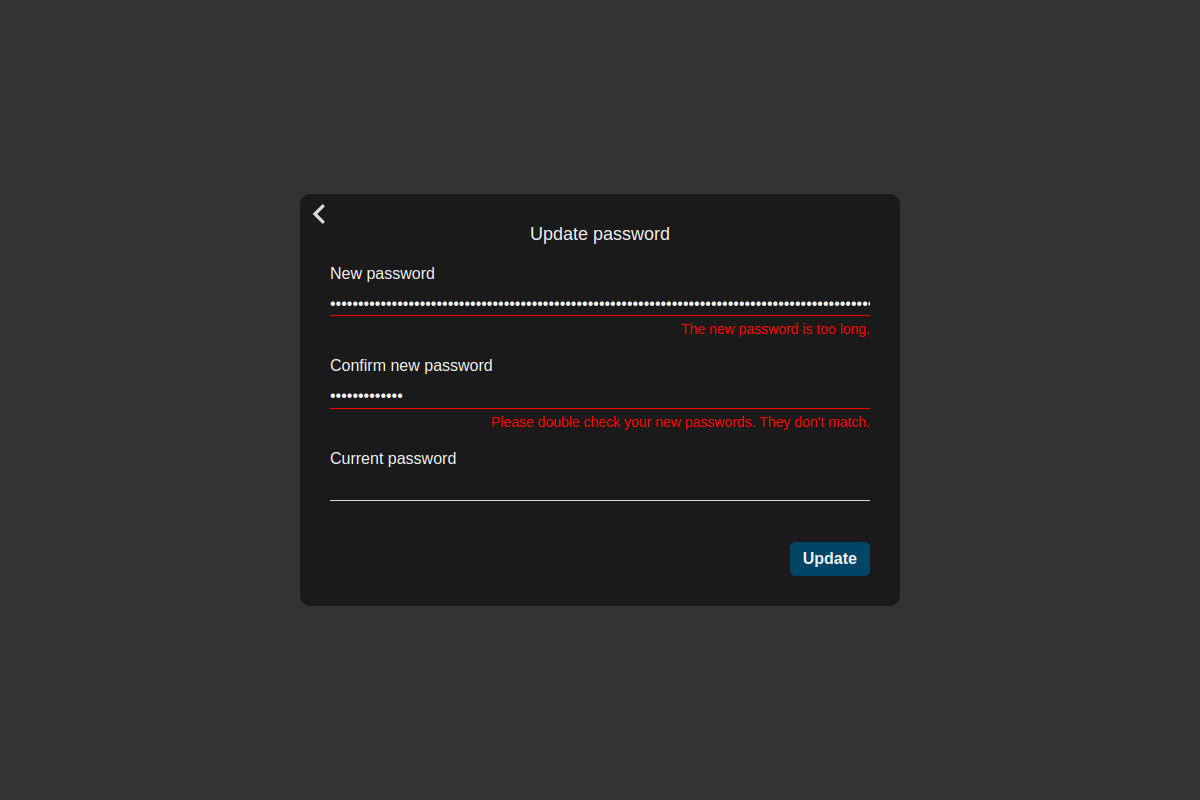 Update password
New password
The new password is too long.
Confirm new password
Please double check your new passwords. They don't match.
Current password
Update